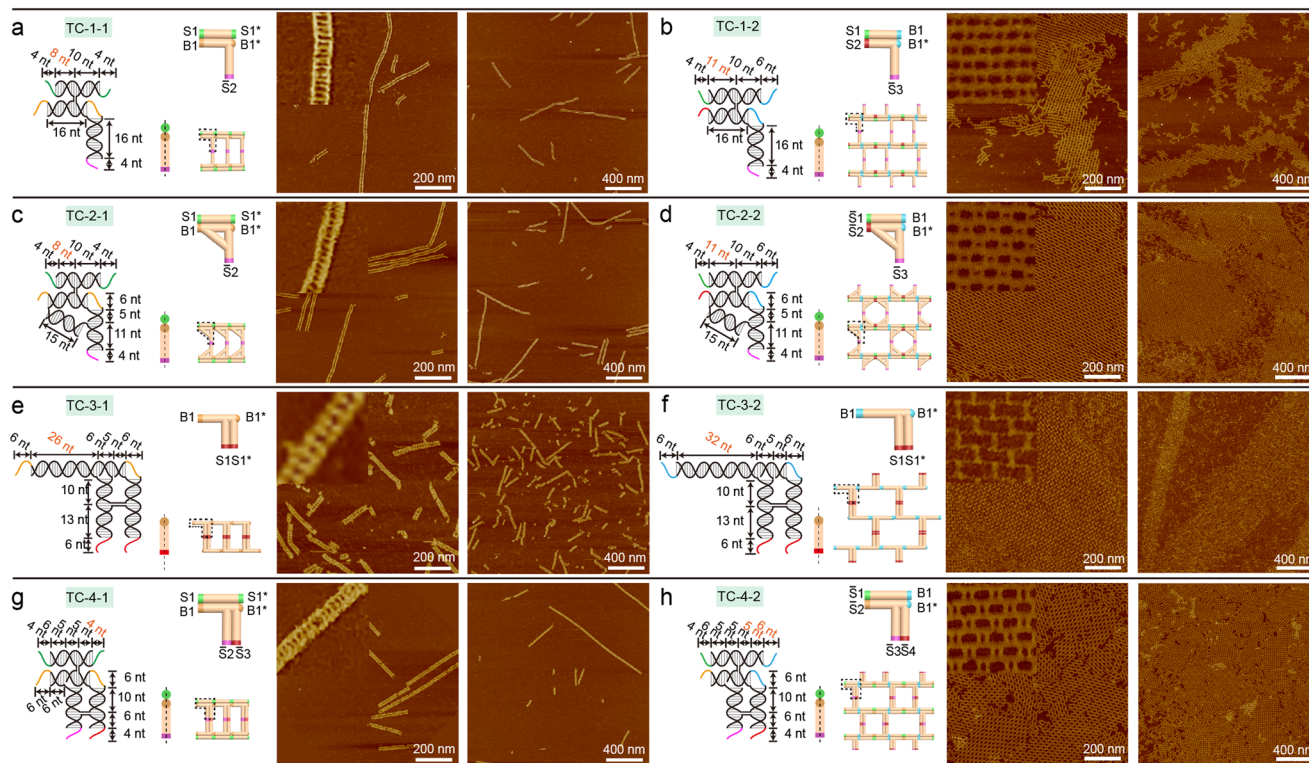 a TC-1-1
S1
B1 B1*
S̄2
4 nt 8 nt 10 nt 4 nt
16 nt
16 nt
4 nt
200 nm
400 nm
b TC-1-2
S1 B1
S2 B1*
S̄3
4 nt 11 nt 10 nt 6 nt
16 nt
16 nt
4 nt
200 nm
400 nm
c TC-2-1
S1 S1*
B1 B1*
S̄2
4 nt 8 nt 10 nt 4 nt
6 nt
5 nt
11 nt
15 nt
4 nt
200 nm
400 nm
d TC-2-2
S̄1 B1
S̄2 B1*
S̄3
4 nt 11 nt 10 nt 6 nt
6 nt
5 nt
11 nt
15 nt
4 nt
200 nm
400 nm
e TC-3-1
B1 B1*
S1S1*
6 nt 26 nt 6 nt 5 nt 6 nt
10 nt
13 nt
6 nt
200 nm
400 nm
f TC-3-2
B1 B1*
S1S1*
6 nt 32 nt 6 nt 5 nt 6 nt
10 nt
13 nt
6 nt
200 nm
400 nm
g TC-4-1
S1 S1*
B1 B1*
S̄2 S̄3
4 nt 6 nt 5 nt 5 nt 4 nt
6 nt
10 nt
6 nt 6 nt
6 nt
4 nt
200 nm
400 nm
h TC-4-2
S̄1 B1
S̄2 B1*
S̄3S̄4
4 nt 6 nt 5 nt 5 nt 5 nt 6 nt
6 nt
10 nt
6 nt
4 nt
200 nm
400 nm